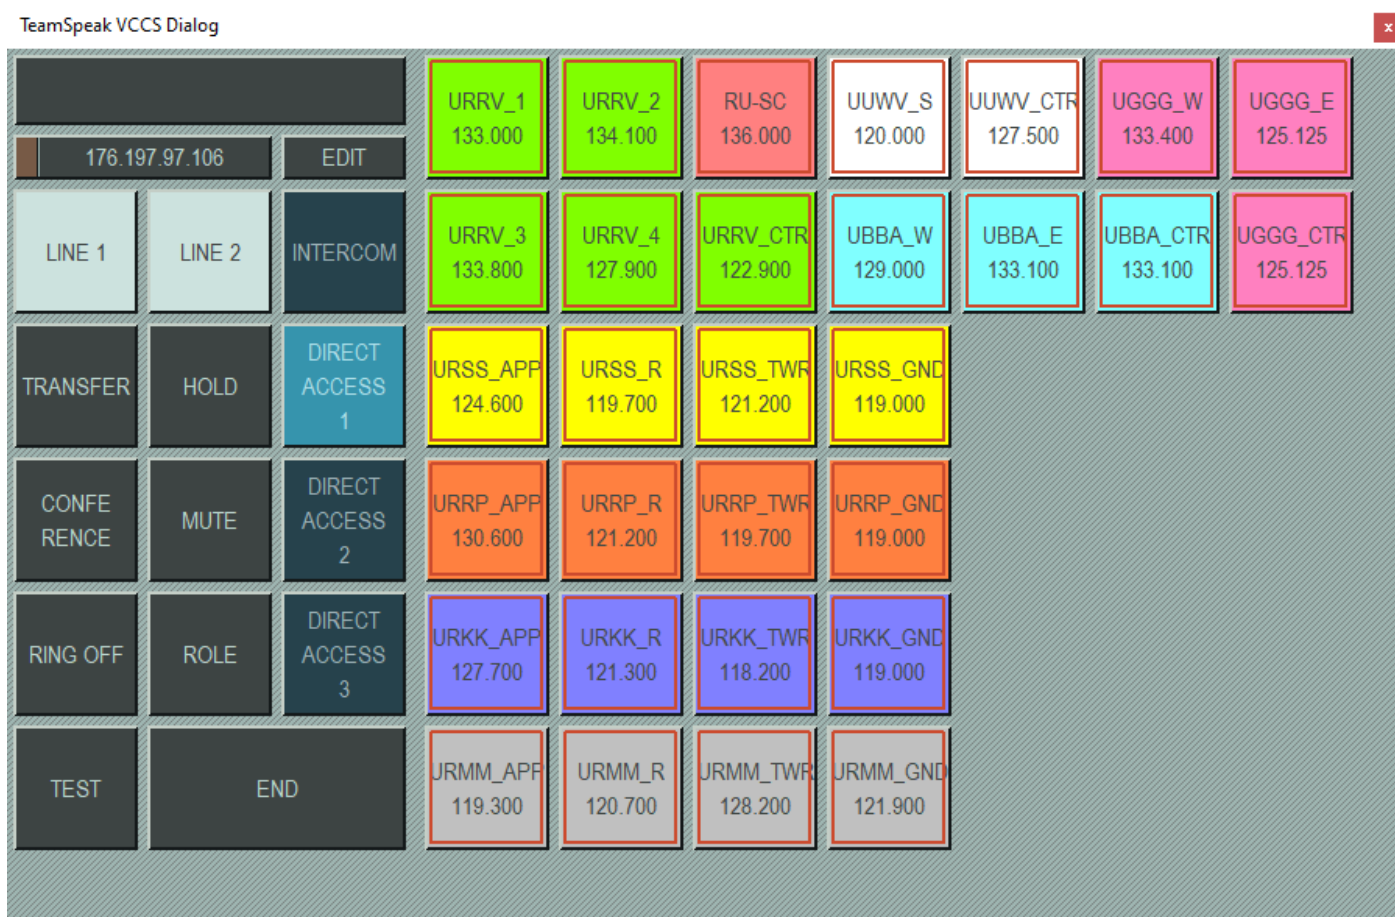 TeamSpeak VCCS Dialog
x
176.197.97.106
EDIT
URRV_1
133.000
URRV_2
134.100
RU-SC
136.000
UUWV_S
120.000
UUWV_CTR
127.500
UGGG_W
133.400
UGGG_E
125.125
LINE 1
LINE 2
INTERCOM
URRV_3
133.800
URRV_4
127.900
URRV_CTR
122.900
UBBA_W
129.000
UBBA_E
133.100
UBBA_CTR
133.100
UGGG_CTR
125.125
TRANSFER
HOLD
DIRECT
ACCESS
1
URSS_APP
124.600
URSS_R
119.700
URSS_TWR
121.200
URSS_GND
119.000
CONFE
RENCE
MUTE
DIRECT
ACCESS
2
URRP_APP
130.600
URRP_R
121.200
URRP_TWR
119.700
URRP_GND
119.000
RING OFF
ROLE
DIRECT
ACCESS
3
URKK_APP
127.700
URKK_R
121.300
URKK_TWR
118.200
URKK_GND
119.000
TEST
END
URMM_APP
119.300
URMM_R
120.700
URMM_TWR
128.200
URMM_GND
121.900